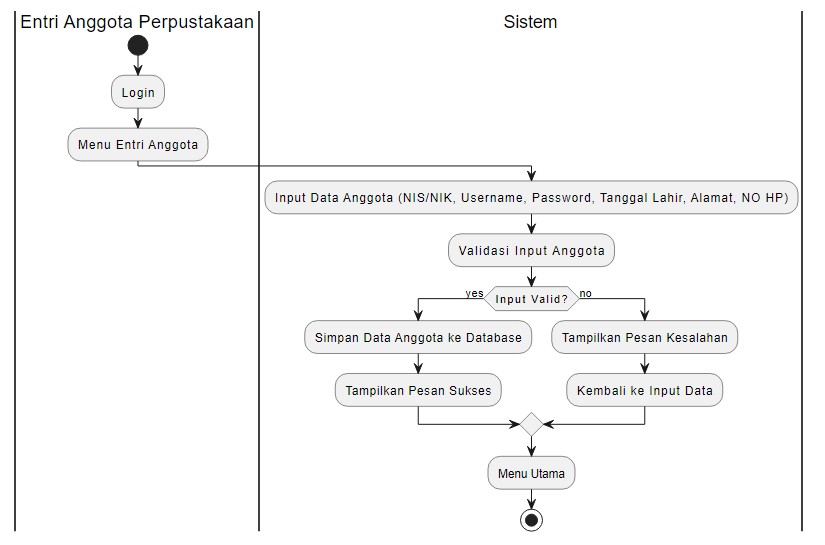 Entri Anggota Perpustakaan
Sistem
Login
Menu Entri Anggota
Input Data Anggota (NIS/NIK, Username, Password, Tanggal Lahir, Alamat, NO HP)
Validasi Input Anggota
yes
Input Valid?
no
Simpan Data Anggota ke Database
Tampilkan Pesan Kesalahan
Tampilkan Pesan Sukses
Kembali ke Input Data
Menu Utama